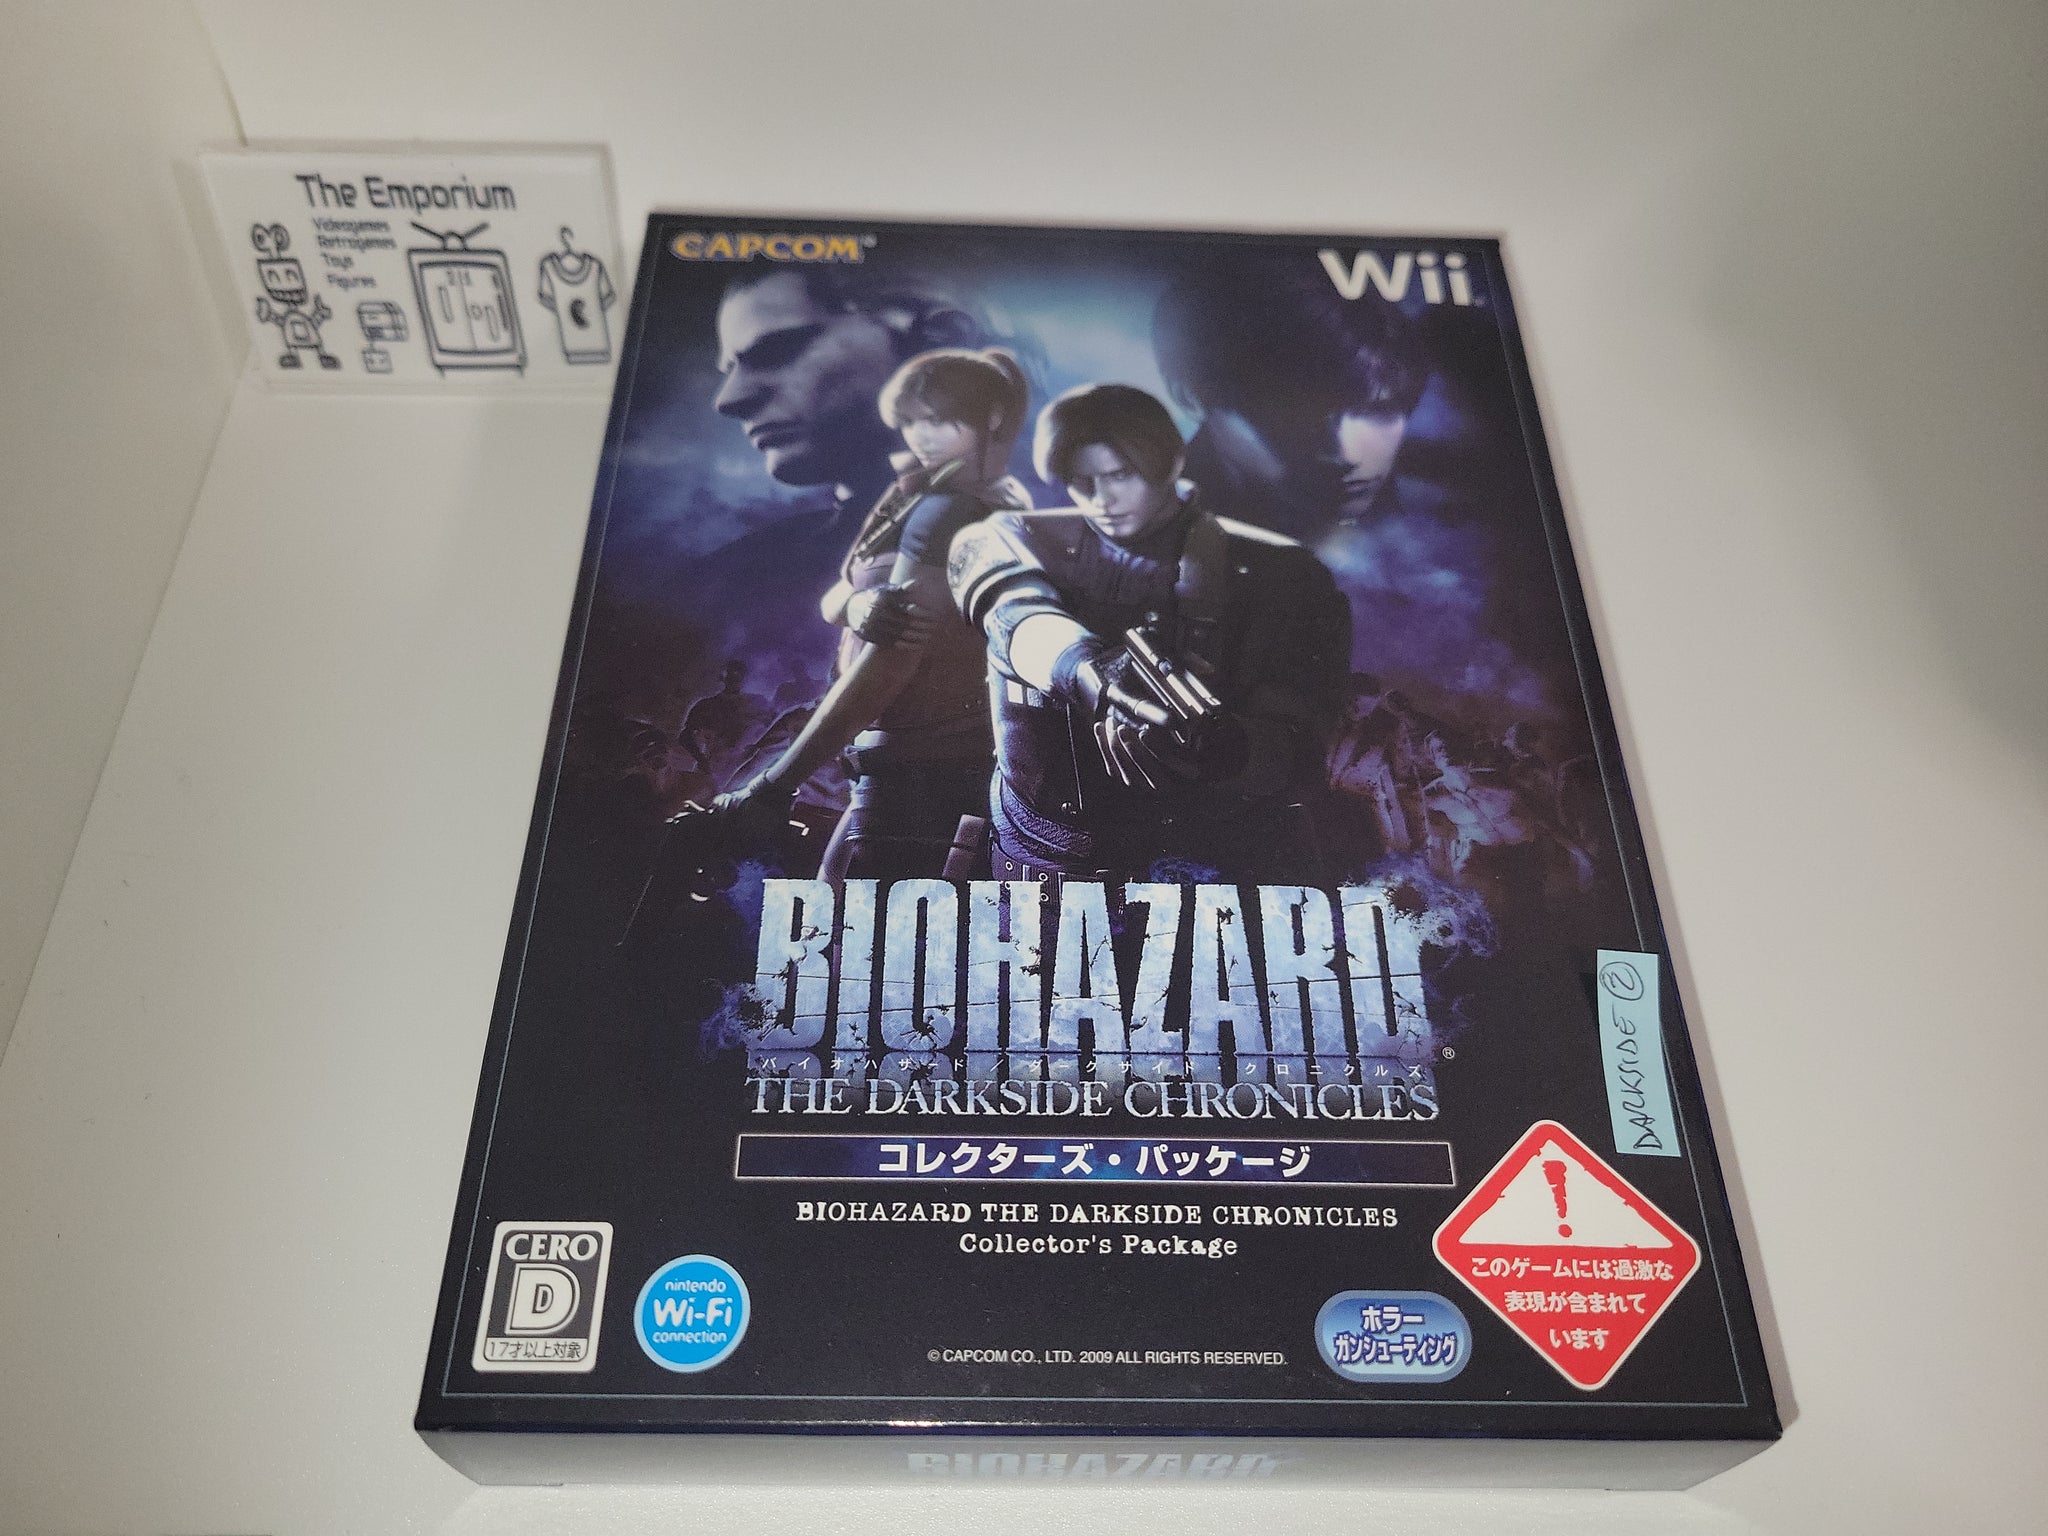 The Emporium
Videogames
Retrogames
Toys
Figures
CAPCOM
Wii
BIOHAZARD
バイオハザード/ダークサイド・クロニクルズ
®
THE DARKSIDE CHRONICLES
コレクターズ・パッケージ
BIOHAZARD THE DARKSIDE CHRONICLES
Collector's Package
DARKSIDE ②
CERO
D
17才以上対象
nintendo
Wi-Fi
connection
© CAPCOM CO., LTD. 2009 ALL RIGHTS RESERVED.
ホラー
ガンシューティング
!
このゲームには過激な
表現が含まれて
います
BIOHAZARD